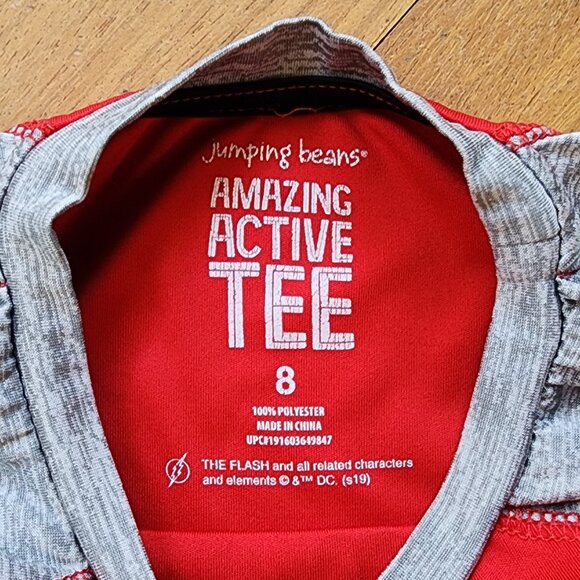 jumping beans®
AMAZING
ACTIVE
TEE
8
100% POLYESTER
MADE IN CHINA
UPC#191603649847
THE FLASH and all related characters
and elements © &™ DC. (s19)